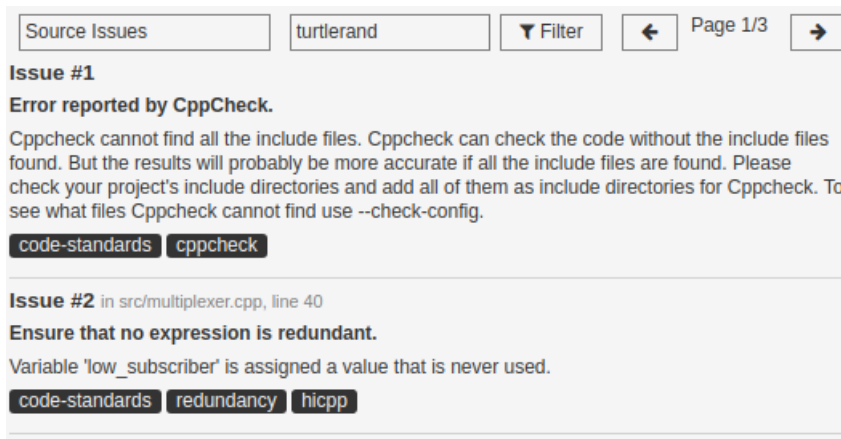 Source Issues turtlerand Filter Page 1/3
Issue #1
Error reported by CppCheck.
Cppcheck cannot find all the include files. Cppcheck can check the code without the include files
found. But the results will probably be more accurate if all the include files are found. Please
check your project's include directories and add all of them as include directories for Cppcheck. To
see what files Cppcheck cannot find use --check-config.
code-standards cppcheck
Issue #2 in src/multiplexer.cpp, line 40
Ensure that no expression is redundant.
Variable 'low_subscriber' is assigned a value that is never used.
code-standards redundancy hicpp